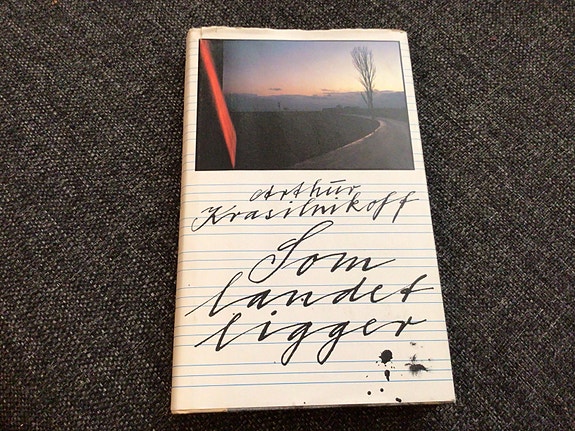 Arthur
Krasilnikoff
Som
landet
ligger